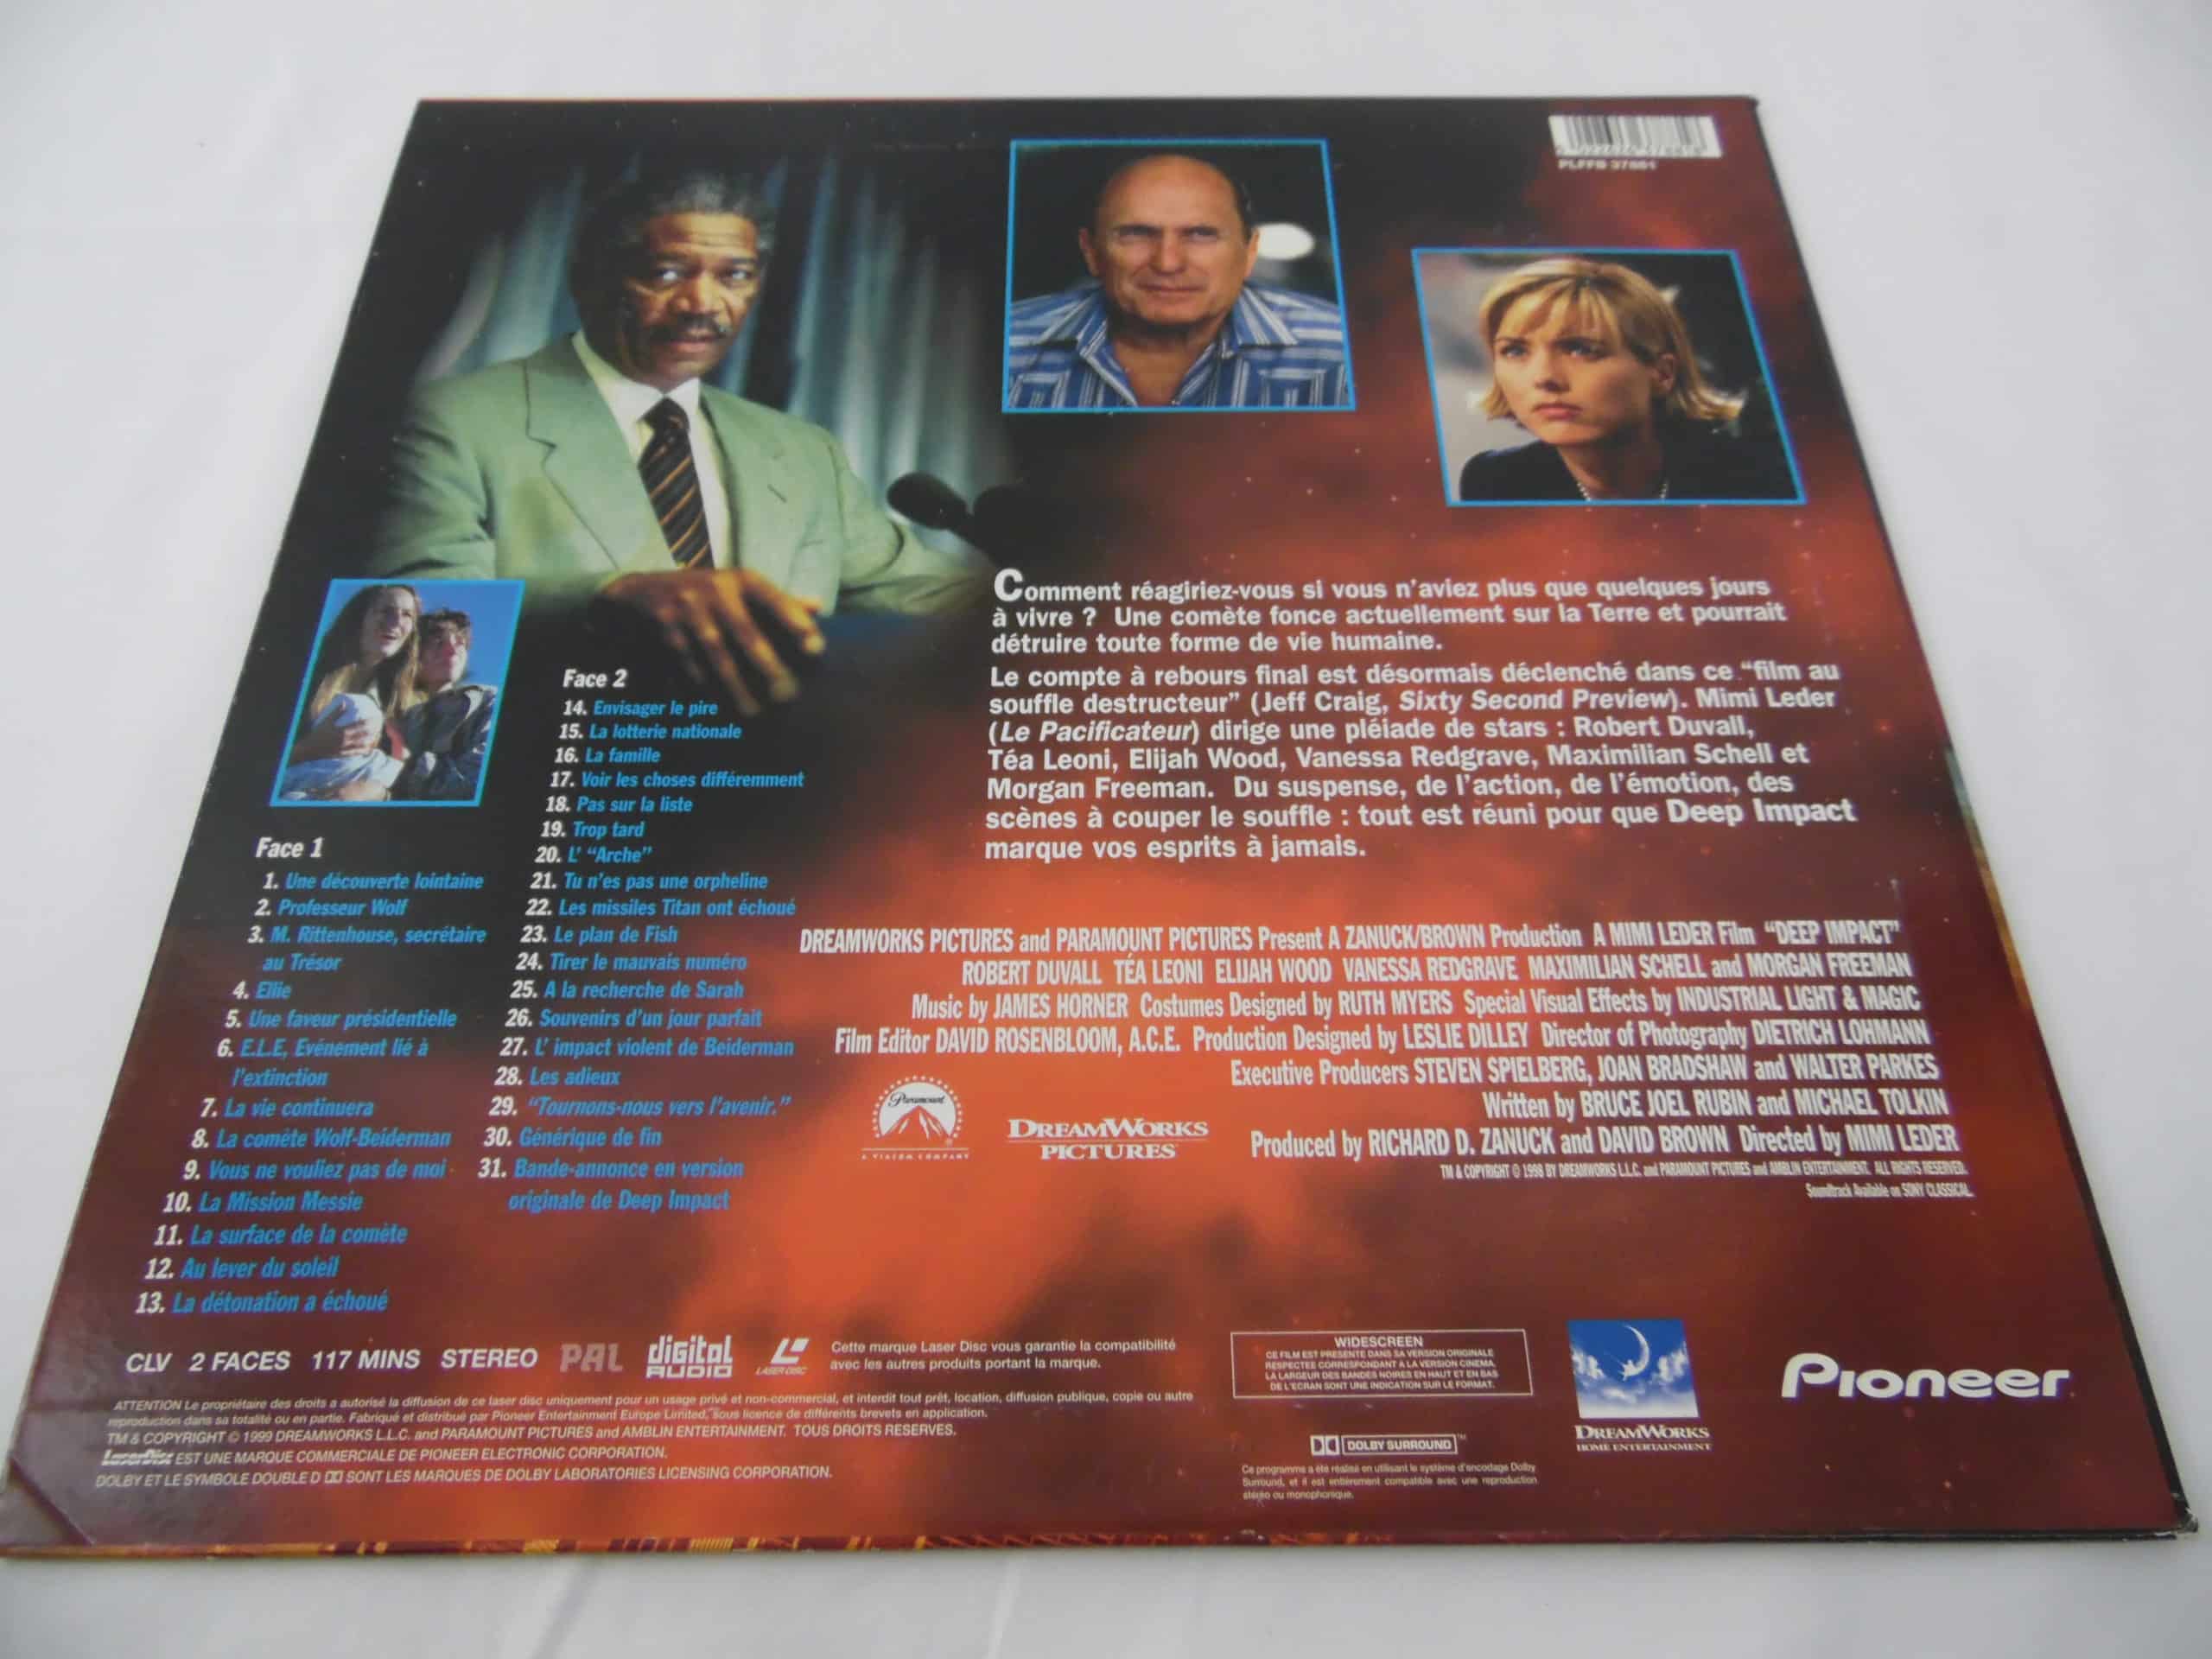 Comment réagiriez-vous si vous n'aviez plus que quelques jours
à vivre ? Une comète fonce actuellement sur la Terre et pourrait
détruire toute forme de vie humaine.
Le compte à rebours final est désormais déclenché dans ce "film au
souffle destructeur" (Jeff Craig, Sixty Second Preview). Mimi Leder
(Le Pacificateur) dirige une pléiade de stars : Robert Duvall,
Téa Leoni, Elijah Wood, Vanessa Redgrave, Maximilian Schell et
Morgan Freeman. Du suspense, de l'action, de l'émotion, des
scènes à couper le souffle : tout est réuni pour que Deep Impact
marque vos esprits à jamais.
Face 1
1. Une découverte lointaine
2. Professeur Wolf
3. M. Rittenhouse, secrétaire
au Trésor
4. Ellie
5. Une faveur présidentielle
6. E.L.E, Evénement lié à
l'extinction
7. La vie continuera
8. La comète Wolf-Beiderman
9. Vous ne vouliez pas de moi
10. La Mission Messie
11. La surface de la comète
12. Au lever du soleil
13. La détonation a échoué
Face 2
14. Envisager le pire
15. La lotterie nationale
16. La famille
17. Voir les choses différemment
18. Pas sur la liste
19. Trop tard
20. L' "Arche"
21. Tu n'es pas une orpheline
22. Les missiles Titan ont échoué
23. Le plan de Fish
24. Tirer le mauvais numéro
25. A la recherche de Sarah
26. Souvenirs d'un jour parfait
27. L' impact violent de Beiderman
28. Les adieux
29. "Tournons-nous vers l'avenir."
30. Générique de fin
31. Bande-annonce en version
originale de Deep Impact
DREAMWORKS PICTURES and PARAMOUNT PICTURES Present A ZANUCK/BROWN Production A MIMI LEDER Film "DEEP IMPACT"
ROBERT DUVALL TÉA LEONI ELIJAH WOOD VANESSA REDGRAVE MAXIMILIAN SCHELL and MORGAN FREEMAN
Music by JAMES HORNER Costumes Designed by RUTH MYERS Special Visual Effects by INDUSTRIAL LIGHT & MAGIC
Film Editor DAVID ROSENBLOOM, A.C.E. Production Designed by LESLIE DILLEY Director of Photography DIETRICH LOHMANN
Executive Producers STEVEN SPIELBERG, JOAN BRADSHAW and WALTER PARKES
Written by BRUCE JOEL RUBIN and MICHAEL TOLKIN
Produced by RICHARD D. ZANUCK and DAVID BROWN Directed by MIMI LEDER
TM & COPYRIGHT © 1998 BY DREAMWORKS L.L.C. and PARAMOUNT PICTURES and AMBLIN ENTERTAINMENT. ALL RIGHTS RESERVED.
Soundtrack Available on SONY CLASSICAL
Paramount
A VIACOM COMPANY
DREAMWORKS
PICTURES
CLV 2 FACES 117 MINS STEREO PAL digital AUDIO LASER DISC
Cette marque Laser Disc vous garantie la compatibilité
avec les autres produits portant la marque.
ATTENTION Le propriétaire des droits a autorisé la diffusion de ce laser disc uniquement pour un usage privé et non-commercial, et interdit tout prêt, location, diffusion publique, copie ou autre
reproduction dans sa totalité ou en partie. Fabriqué et distribué par Pioneer Entertainment Europe Limited, sous licence de différents brevets en application.
TM & COPYRIGHT © 1999 DREAMWORKS L.L.C. and PARAMOUNT PICTURES and AMBLIN ENTERTAINMENT. TOUS DROITS RESERVES.
LaserDisc EST UNE MARQUE COMMERCIALE DE PIONEER ELECTRONIC CORPORATION.
DOLBY ET LE SYMBOLE DOUBLE D SONT LES MARQUES DE DOLBY LABORATORIES LICENSING CORPORATION.
WIDESCREEN
CE FILM EST PRESENTE DANS SA VERSION ORIGINALE
RESPECTEE CORRESPONDANT A LA VERSION CINEMA.
LA LARGEUR DES BANDES NOIRES EN HAUT ET EN BAS
DE L'ECRAN SONT UNE INDICATION SUR LE FORMAT.
DOLBY SURROUND TM
Ce programme a été réalisé en utilisant le système d'encodage Dolby
Surround, et il est entièrement compatible avec une reproduction
stéréo ou monophonique.
DREAMWORKS
HOME ENTERTAINMENT
Pioneer